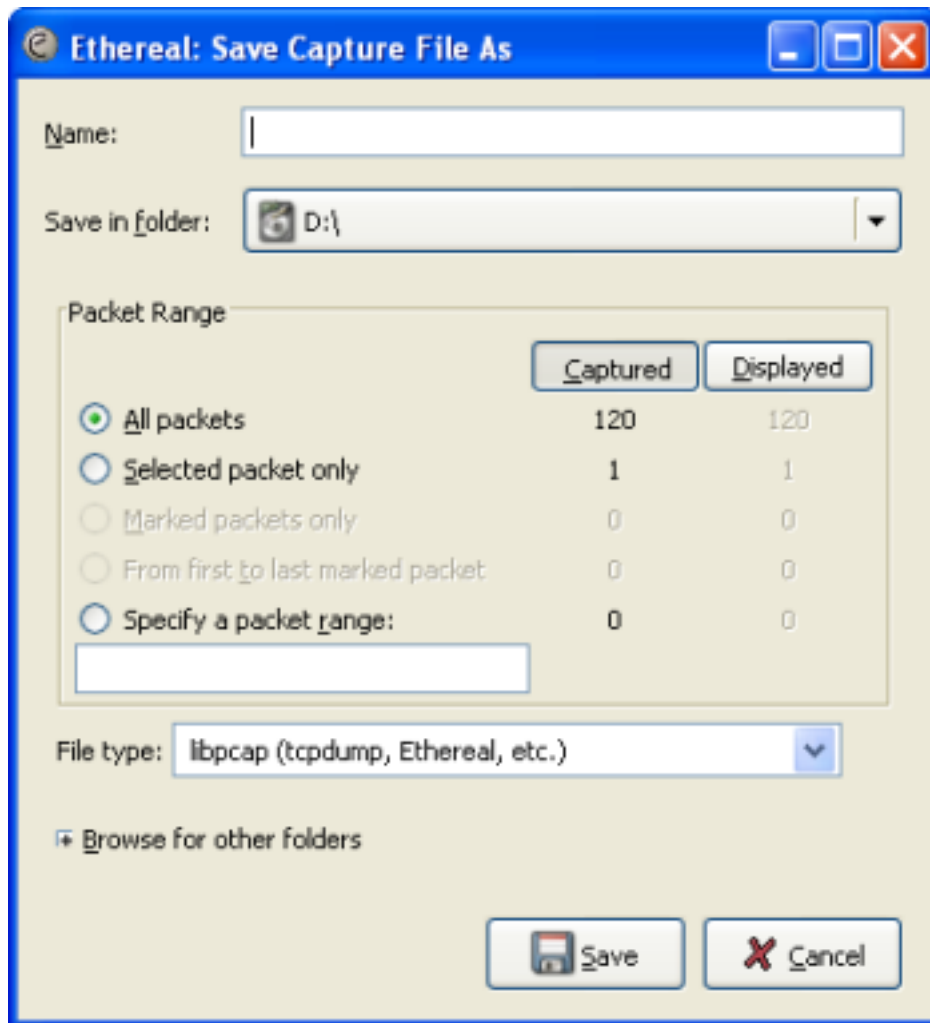 Ethereal: Save Capture File As
Name:
Save in folder: D:\
Packet Range
Captured Displayed
All packets 120 120
Selected packet only 1 1
Marked packets only 0 0
From first to last marked packet 0 0
Specify a packet range: 0 0
File type: libpcap (tcpdump, Ethereal, etc.)
Browse for other folders
Save Cancel